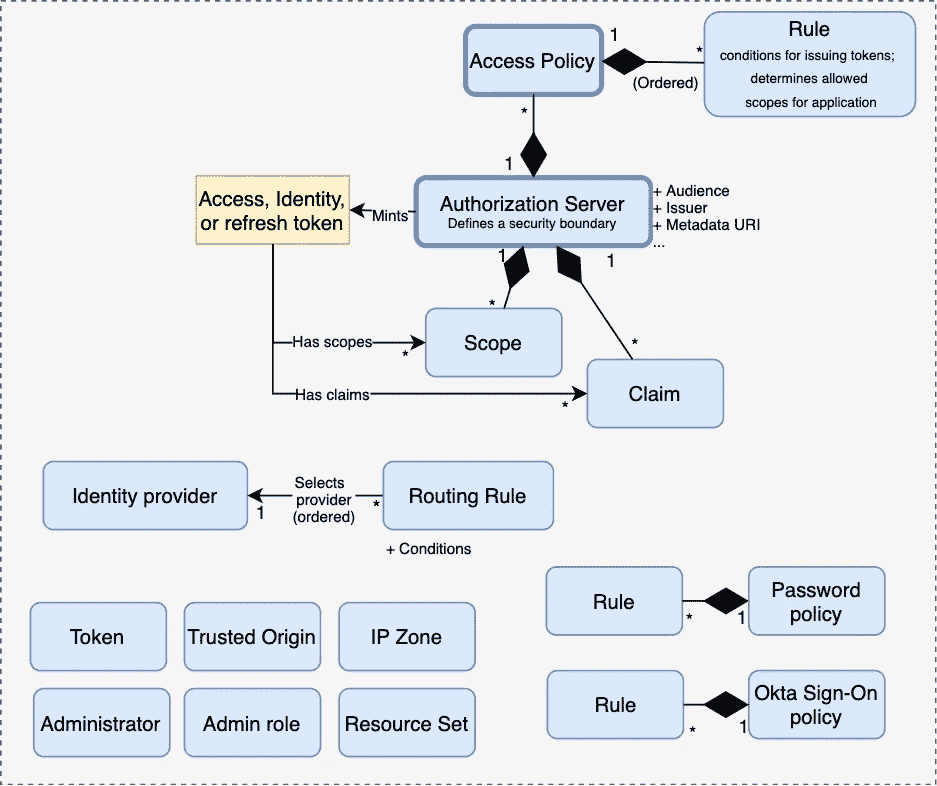 1
Rule
Access Policy
*
conditions for issuing tokens;
(Ordered)
determines allowed
scopes for application
*
1
Access, Identity,
or refresh token
Mints
Authorization Server
Defines a security boundary
+ Audience
+ Issuer
+ Metadata URI
...
1
1
*
Has scopes
*
Scope
*
Has claims
*
Claim
Identity provider
1
Selects
provider
(ordered)
*
Routing Rule
+ Conditions
Rule
*
1
Password
policy
Token
Trusted Origin
IP Zone
Rule
*
1
Okta Sign-On
policy
Administrator
Admin role
Resource Set